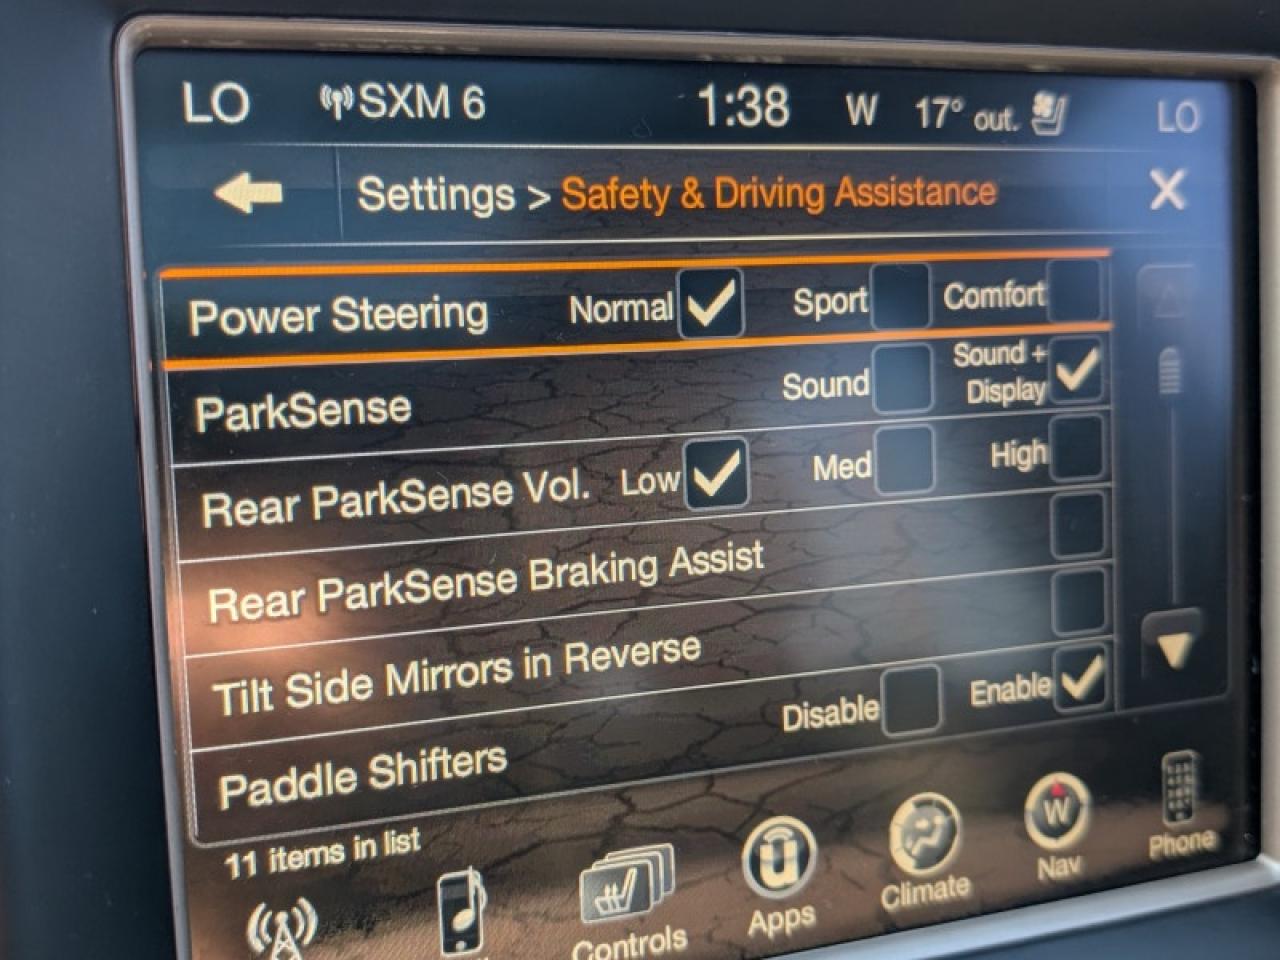 LO SXM 6 1:38 W 17° out. LO
Settings > Safety & Driving Assistance X
Power Steering Normal Sport Comfort
ParkSense Sound Sound + Display
Rear ParkSense Vol. Low Med High
Rear ParkSense Braking Assist
Tilt Side Mirrors in Reverse
Paddle Shifters Disable Enable
11 items in list
Controls Apps Climate W Nav Phone